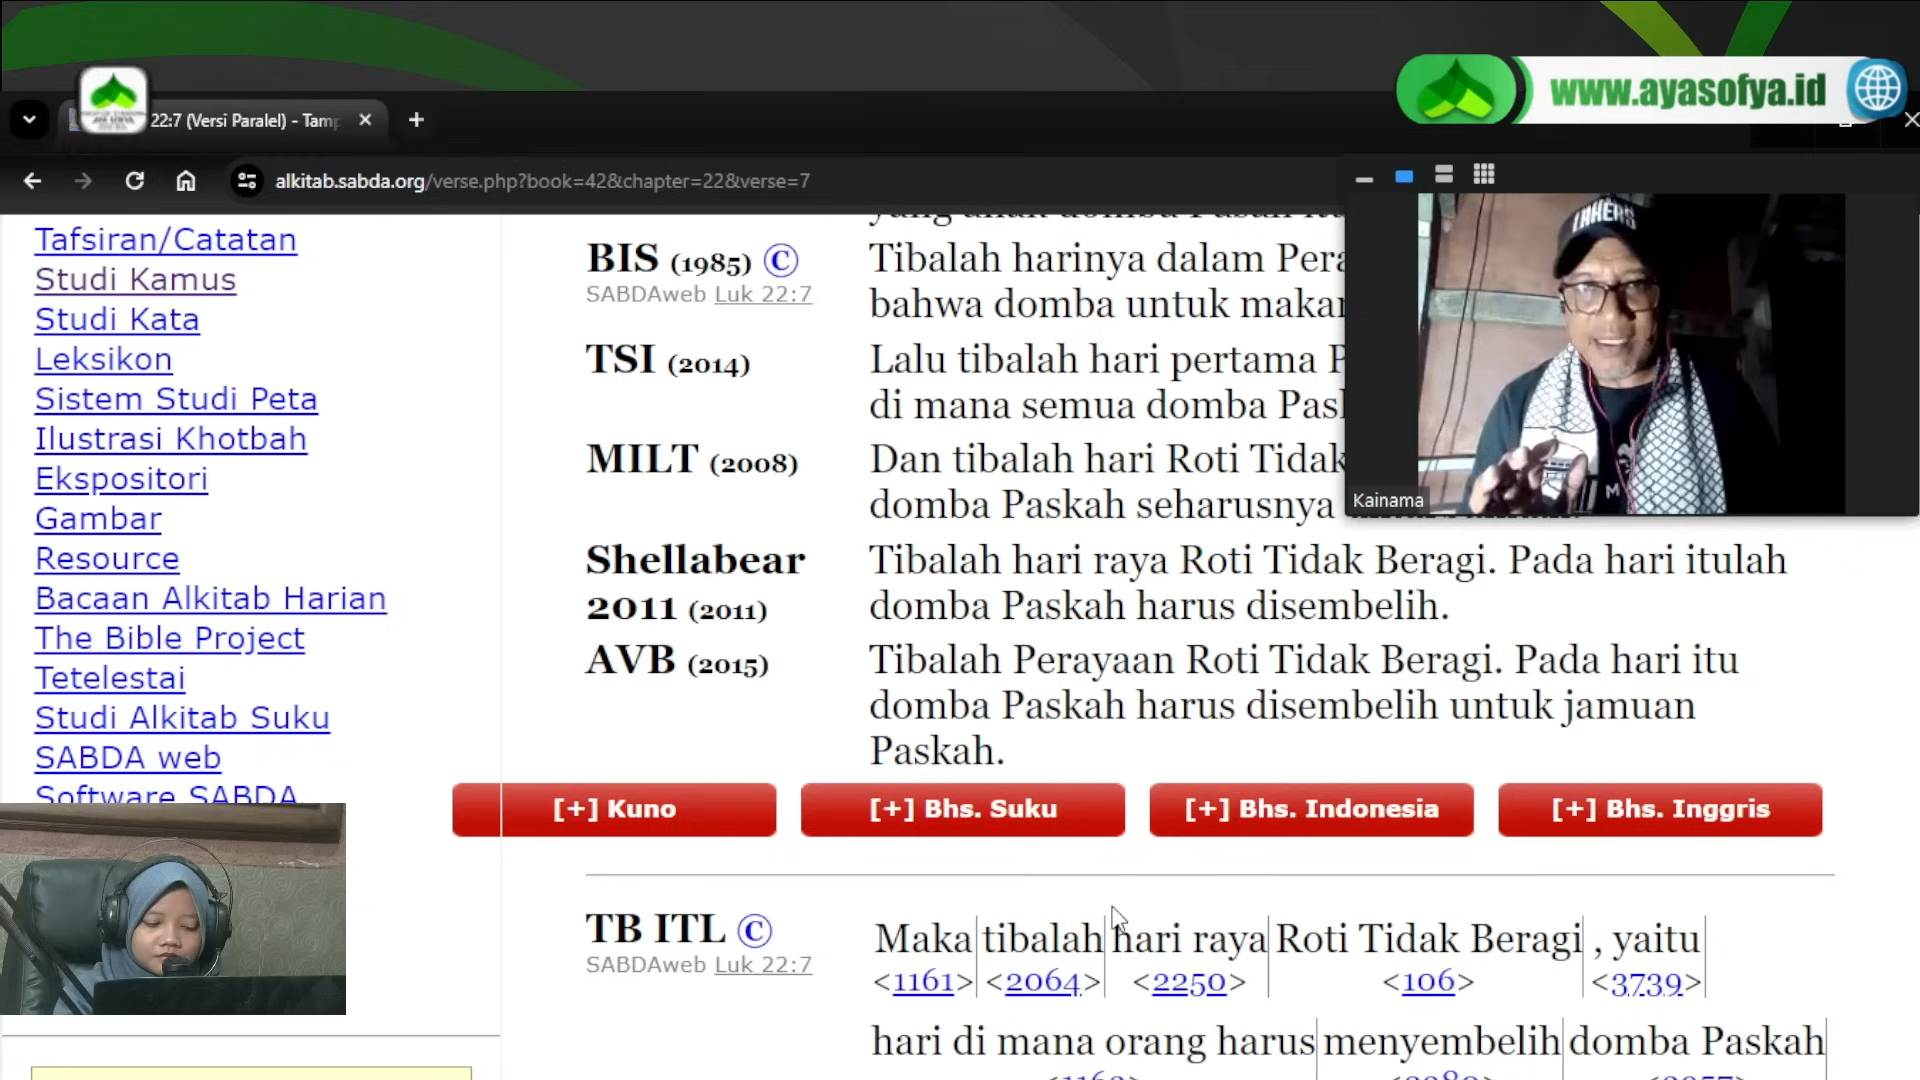 www.ayasofya.id
22:7 (Versi Paralel) - Tamp
alkitab.sabda.org/verse.php?book=42&chapter=22&verse=7
Tafsiran/Catatan
Studi Kamus
Studi Kata
Leksikon
Sistem Studi Peta
Ilustrasi Khotbah
Ekspositori
Gambar
Resource
Bacaan Alkitab Harian
The Bible Project
Tetelestai
Studi Alkitab Suku
SABDA web
Software SABDA
BIS (1985) © Tibalah harinya dalam Pera
SABDAweb Luk 22:7 bahwa domba untuk makan
TSI (2014) Lalu tibalah hari pertama P
di mana semua domba Pas
MILT (2008) Dan tibalah hari Roti Tidak
domba Paskah seharusnya
Kainama
Shellabear Tibalah hari raya Roti Tidak Beragi. Pada hari itulah
2011 (2011) domba Paskah harus disembelih.
AVB (2015) Tibalah Perayaan Roti Tidak Beragi. Pada hari itu
domba Paskah harus disembelih untuk jamuan
Paskah.
[+] Kuno [+] Bhs. Suku [+] Bhs. Indonesia [+] Bhs. Inggris
TB ITL © Maka tibalah hari raya Roti Tidak Beragi , yaitu
SABDAweb Luk 22:7 <1161> <2064> <2250> <106> <3739>
hari di mana orang harus menyembelih domba Paskah